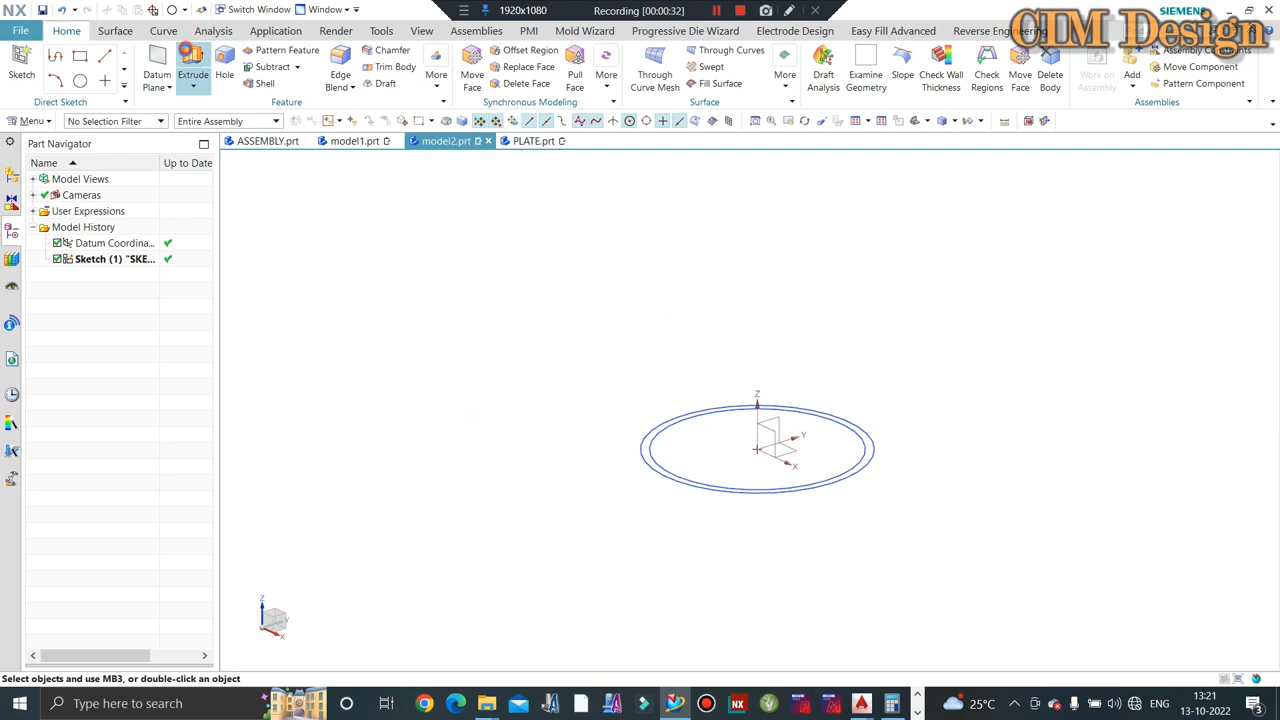 NX Switch Window Window 1920x1080 Recording [00:00:32] SIEMENS
CIM Design
File Home Surface Curve Analysis Application Render Tools View Assemblies PMI Mold Wizard Progressive Die Wizard Electrode Design Easy Fill Advanced Reverse Engineering
Pattern Feature Chamfer Offset Region Through Curves Assembly Constraints
Subtract Trim Body Replace Face Swept Move Component
Shell Draft Delete Face Fill Surface Pattern Component
Sketch Datum Plane Extrude Hole Edge Blend More Move Face Pull Face More Through Curve Mesh More Draft Analysis Examine Geometry Slope Check Wall Thickness Check Regions Move Face Delete Body Work on Assembly Add
Direct Sketch Feature Synchronous Modeling Surface Assemblies
Menu No Selection Filter Entire Assembly
Part Navigator ASSEMBLY.prt model1.prt model2.prt PLATE.prt
Name Up to Date
Model Views
Cameras
User Expressions
Model History
Datum Coordina...
Sketch (1) "SKE...
Z
Y
X
Z
Y
X
Select objects and use MB3, or double-click an object
Type here to search 25°C ENG 13:21
13-10-2022 3